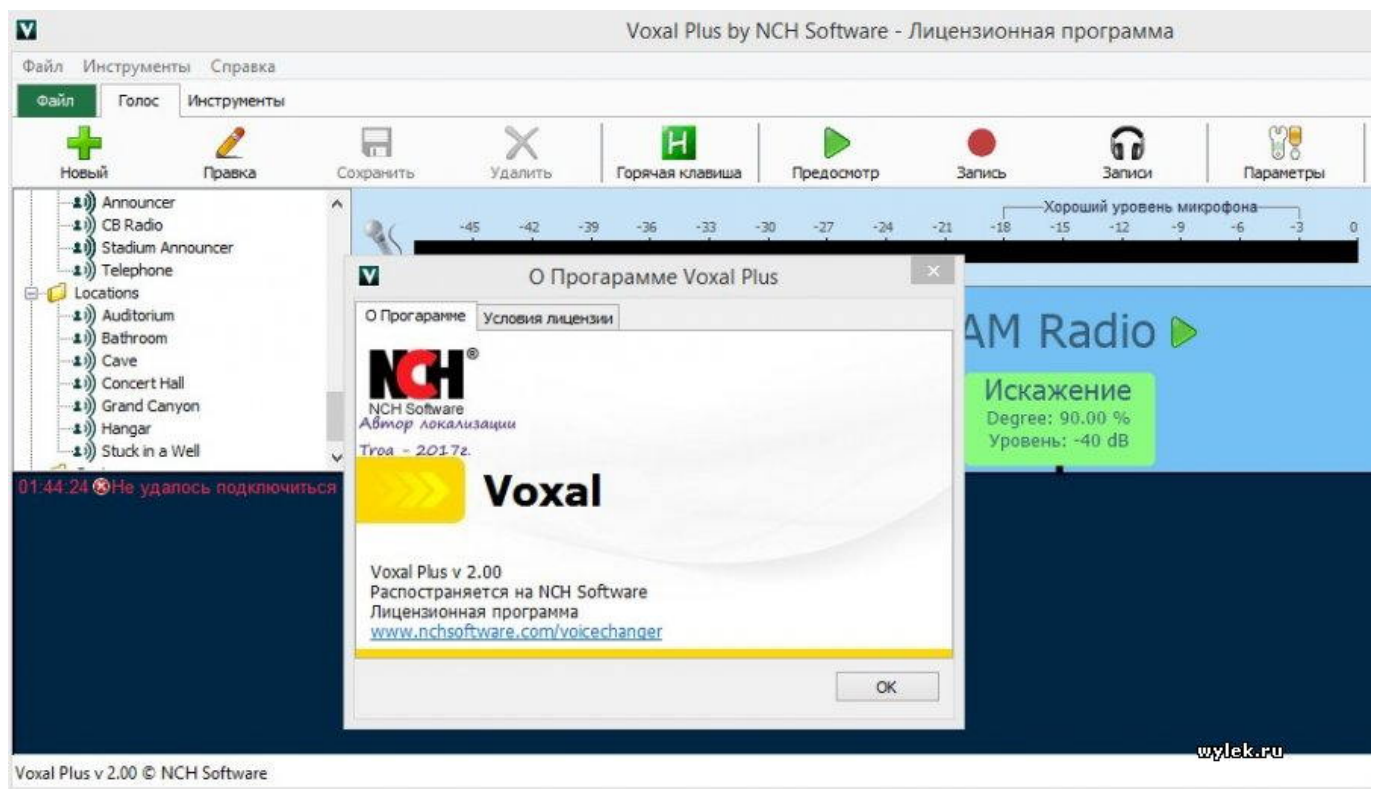 Voxal Plus by NCH Software - Лицензионная программа
Файл Инструменты Справка
Файл Голос Инструменты
Новый Правка Сохранить Удалить Горячая клавиша Предосмотр Запись Записи Параметры
Announcer
CB Radio
Stadium Announcer
Telephone
Locations
Auditorium
Bathroom
Cave
Concert Hall
Grand Canyon
Hangar
Stuck in a Well
Хороший уровень микрофона
-45 -42 -39 -36 -33 -30 -27 -24 -21 -18 -15 -12 -9 -6 -3 0
AM Radio
Искажение
Degree: 90.00 %
Уровень: -40 dB
01:44:24 Не удалось подключиться
О Прогарамме Voxal Plus
О Прогарамме Условия лицензии
NCH ®
NCH Software
Автор локализации
Troa - 2017г.
Voxal
Voxal Plus v 2.00
Распостраняется на NCH Software
Лицензионная программа
www.nchsoftware.com/voicechanger
OK
wylek.ru
Voxal Plus v 2.00 © NCH Software